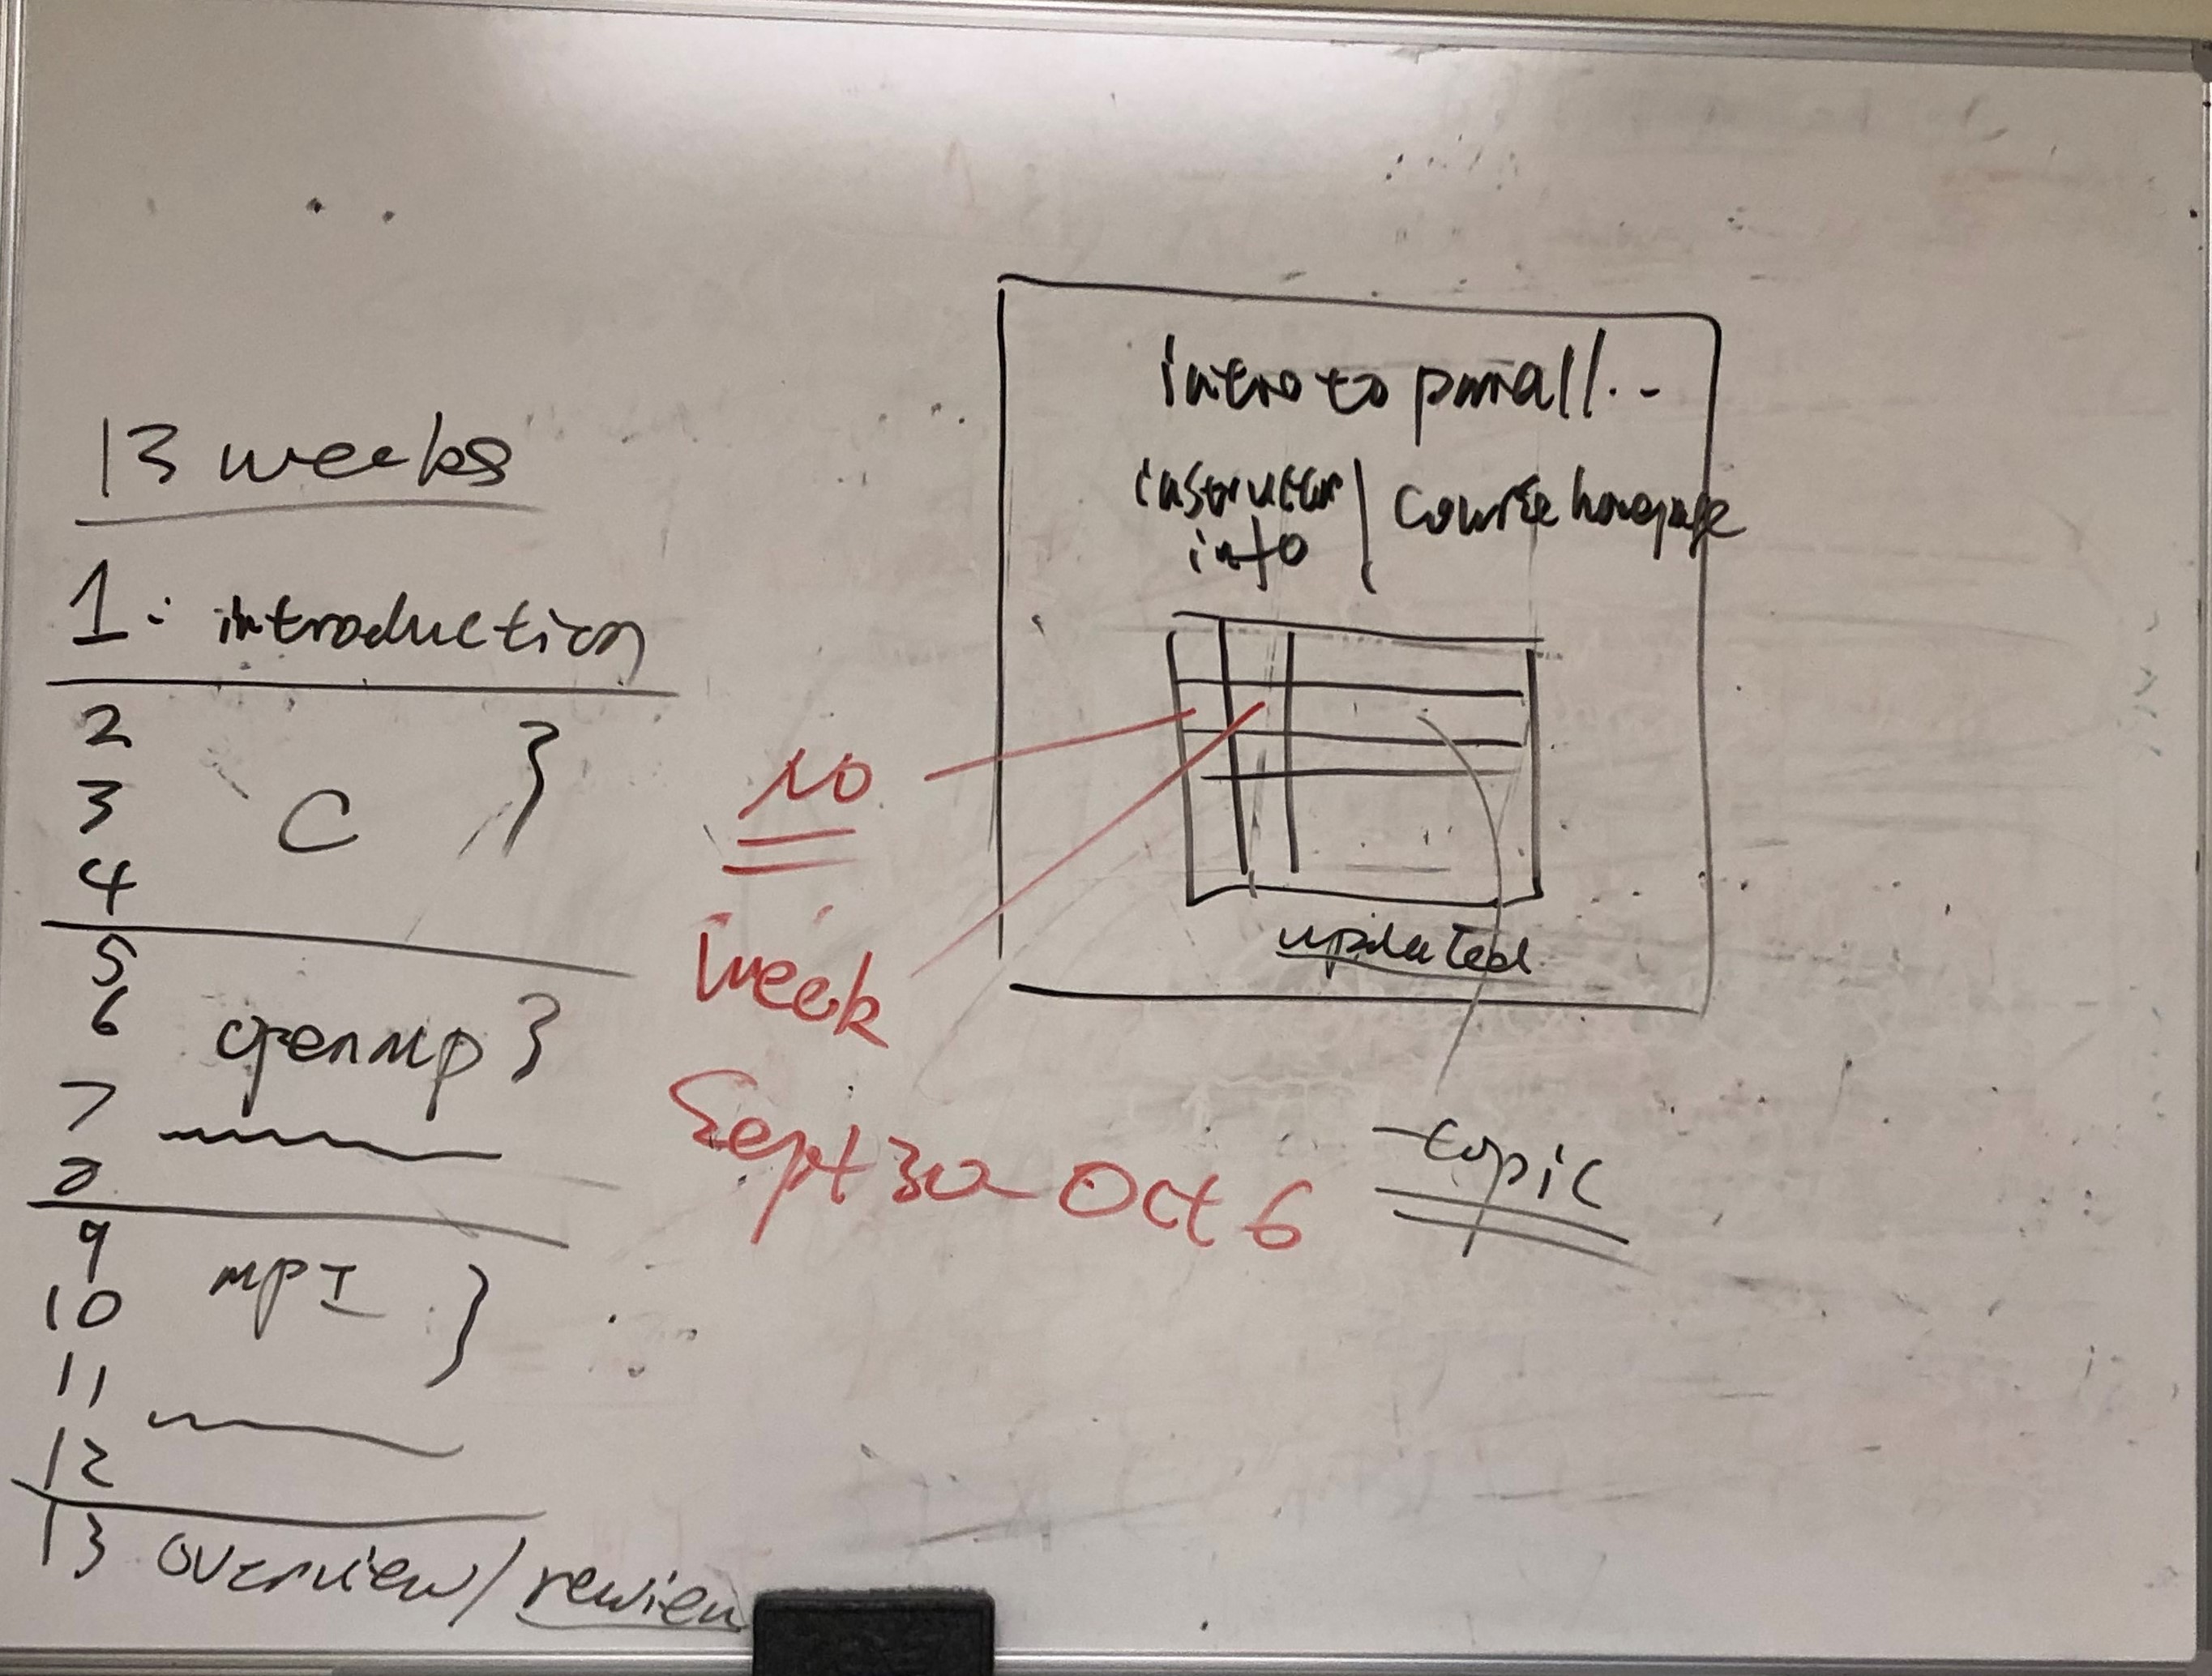 13 weeks
1: introduction
2
3 C }
4
5
6 openmp }
7
8
9
10 MPI }
11
12
13 overview/review
intro to parall..
instructor info | course homepage
updated
no
week
Sept 30 - Oct 6
topic